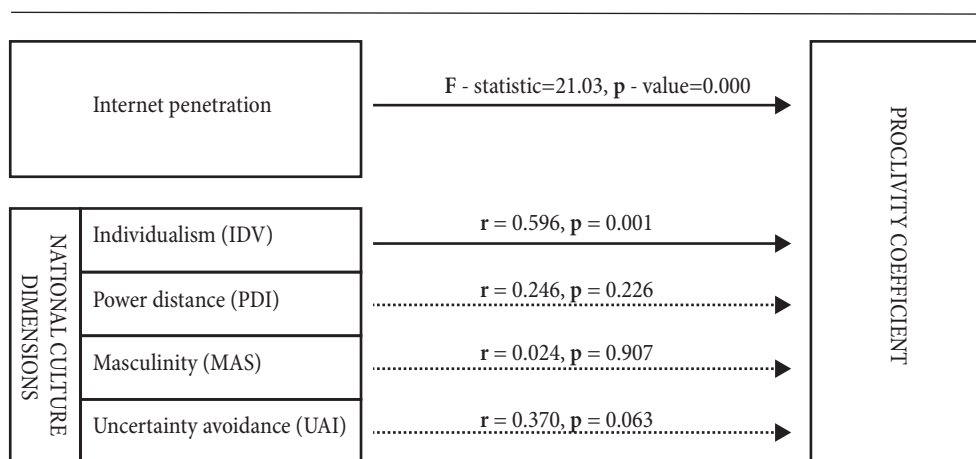 Internet penetration
F - statistic=21.03, p - value=0.000
NATIONAL CULTURE
DIMENSIONS
Individualism (IDV)
r = 0.596, p = 0.001
Power distance (PDI)
r = 0.246, p = 0.226
Masculinity (MAS)
r = 0.024, p = 0.907
Uncertainty avoidance (UAI)
r = 0.370, p = 0.063
PROCLIVITY COEFFICIENT